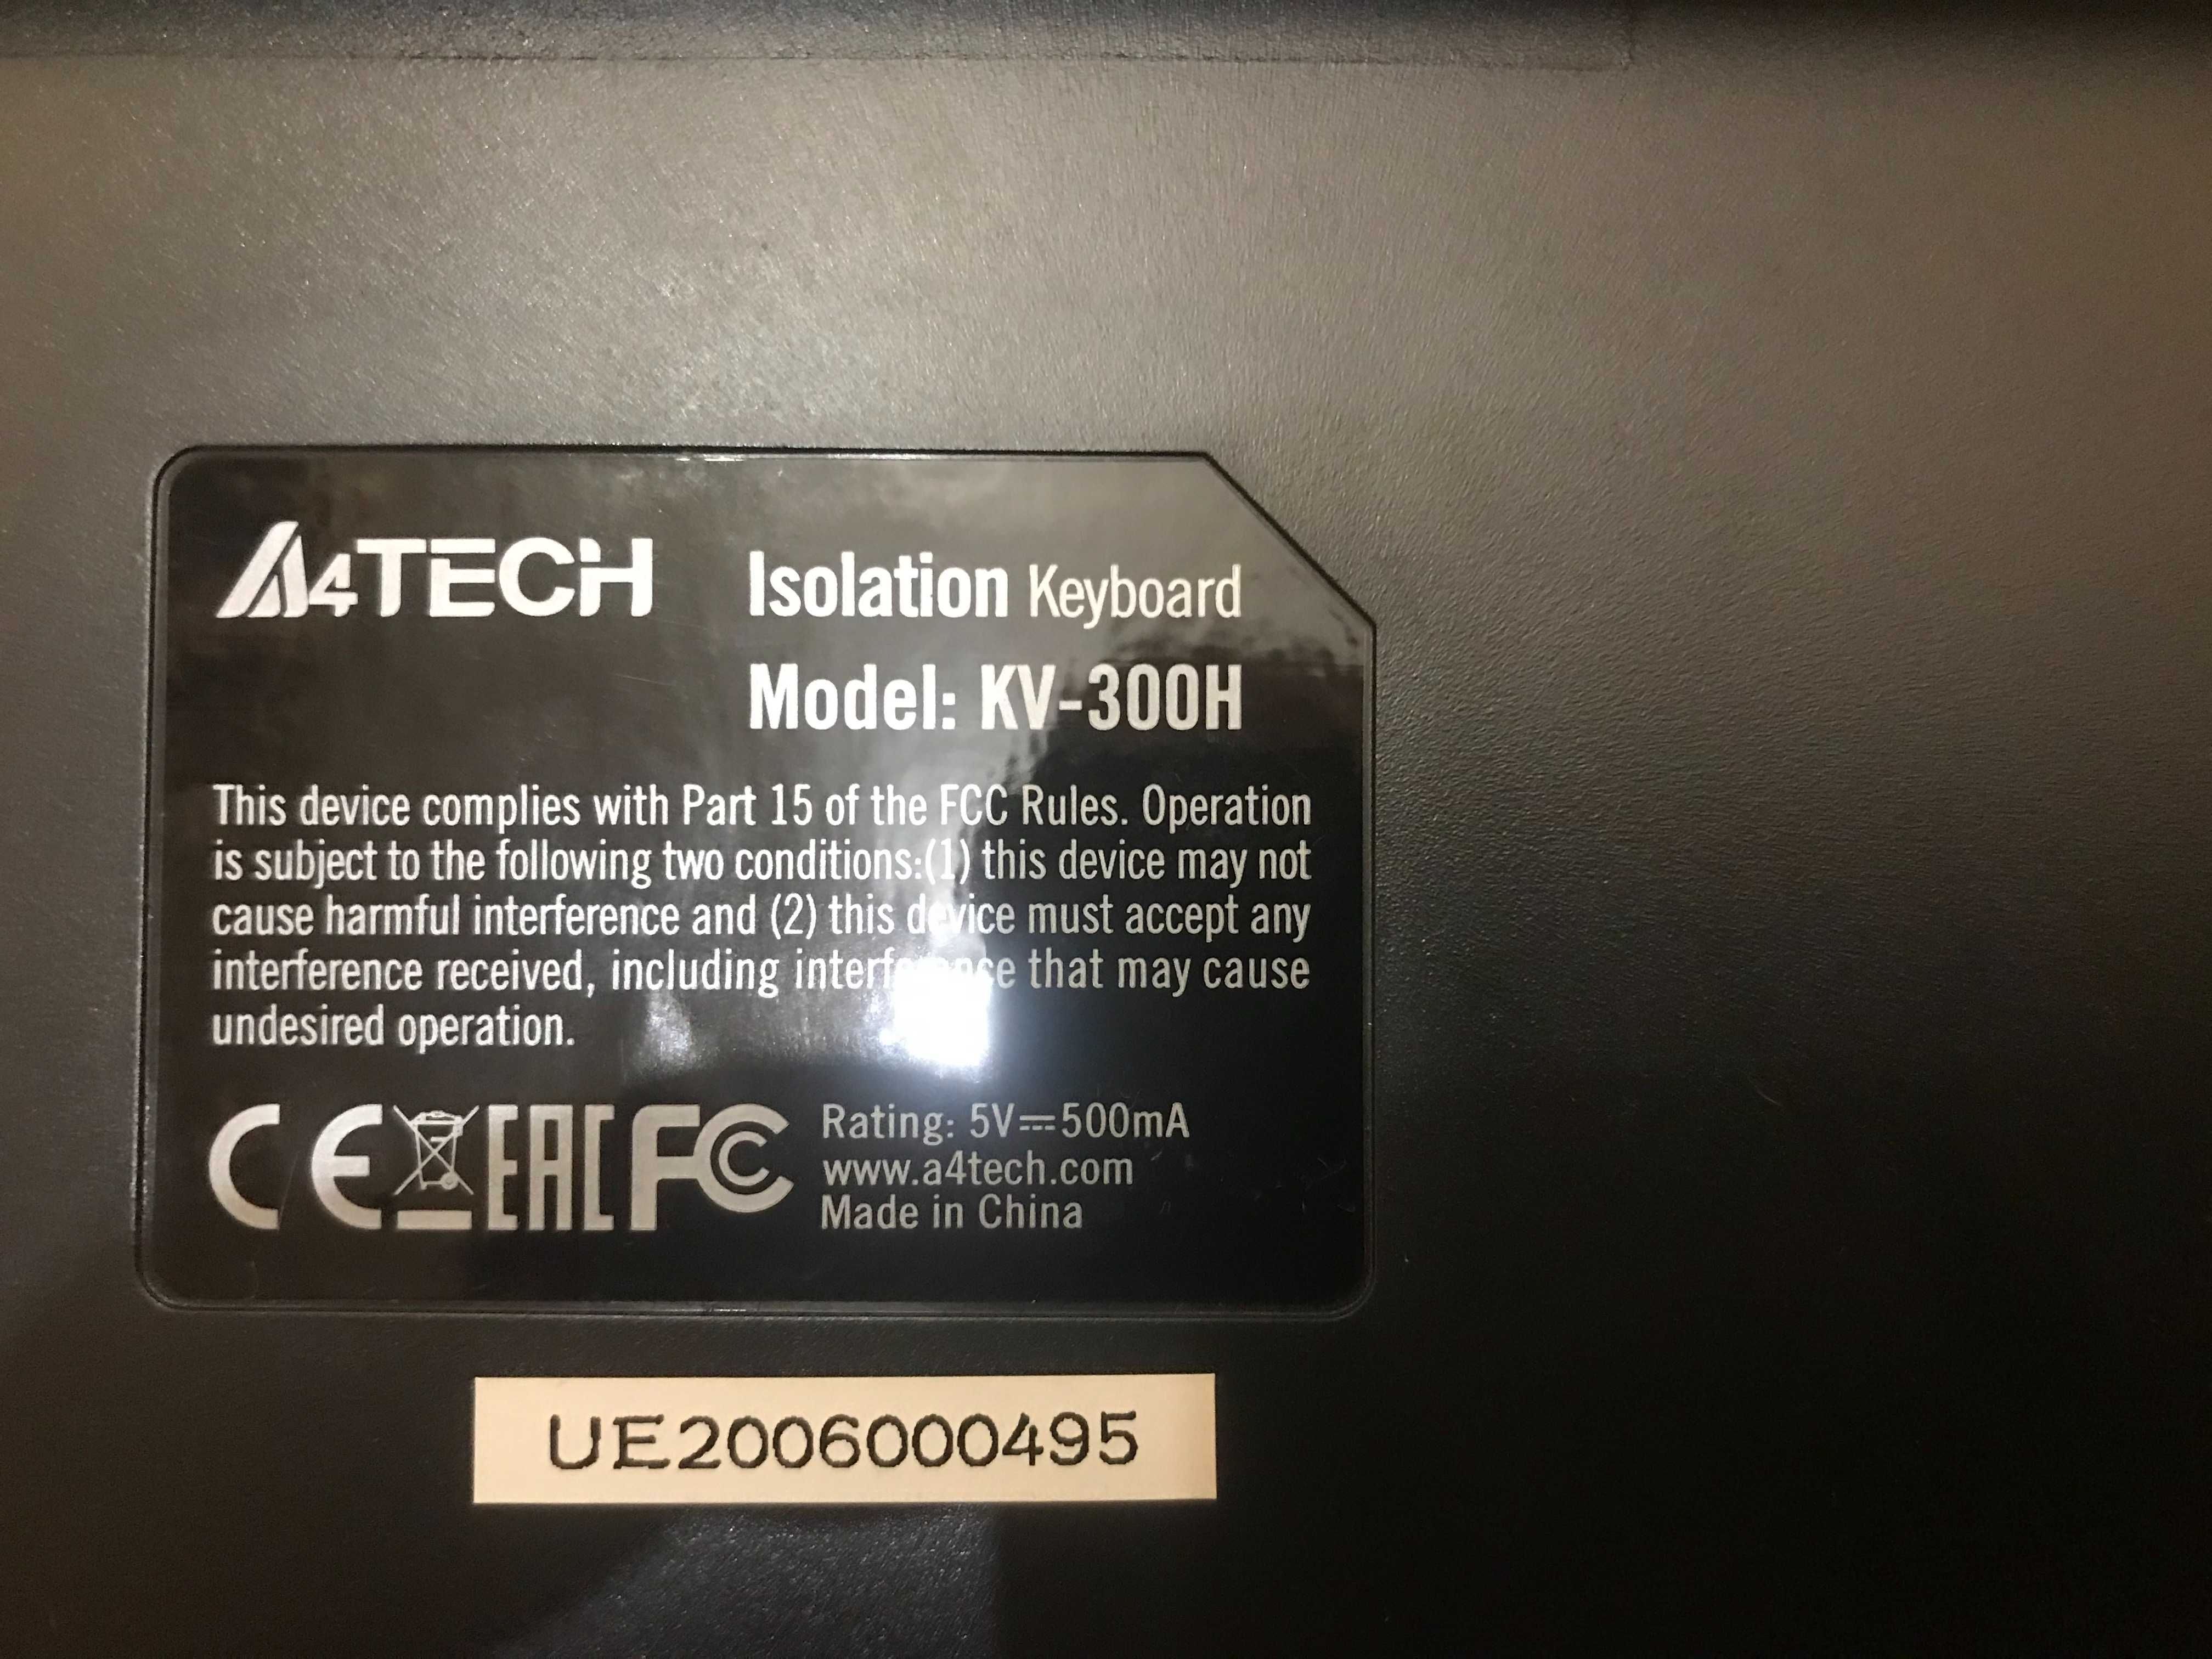 A4TECH
Isolation Keyboard
Model: KV-300H
This device complies with Part 15 of the FCC Rules. Operation
is subject to the following two conditions:(1) this device may not
cause harmful interference and (2) this device must accept any
interference received, including interference that may cause
undesired operation.
CE EAC FC
Rating: 5V⎓500mA
www.a4tech.com
Made in China
UE2006000495